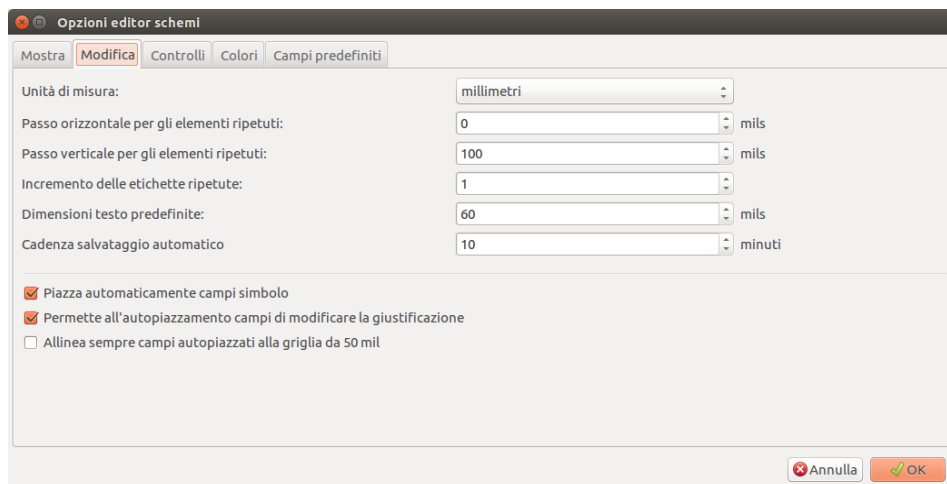 Opzioni editor schemi
Mostra Modifica Controlli Colori Campi predefiniti
Unità di misura: millimetri
Passo orizzontale per gli elementi ripetuti: 0 mils
Passo verticale per gli elementi ripetuti: 100 mils
Incremento delle etichette ripetute: 1
Dimensioni testo predefinite: 60 mils
Cadenza salvataggio automatico 10 minuti
Piazza automaticamente campi simbolo
Permette all'autopiazzamento campi di modificare la giustificazione
Allinea sempre campi autopiazzati alla griglia da 50 mil
Annulla OK